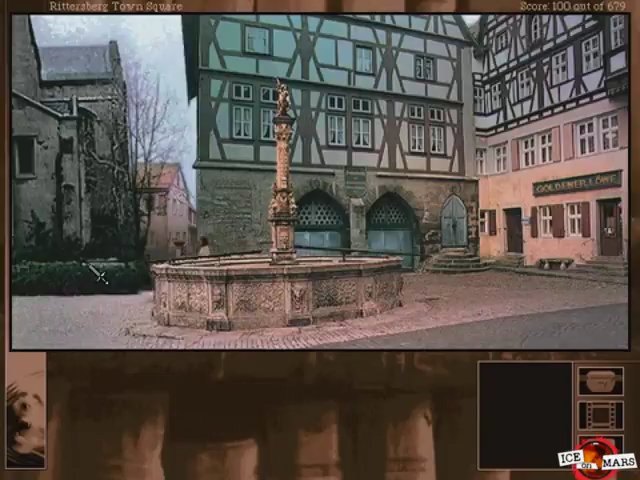 Rittersberg Town Square
Score: 100 out of 679
GOLDENER LÖWE
ICE on MARS